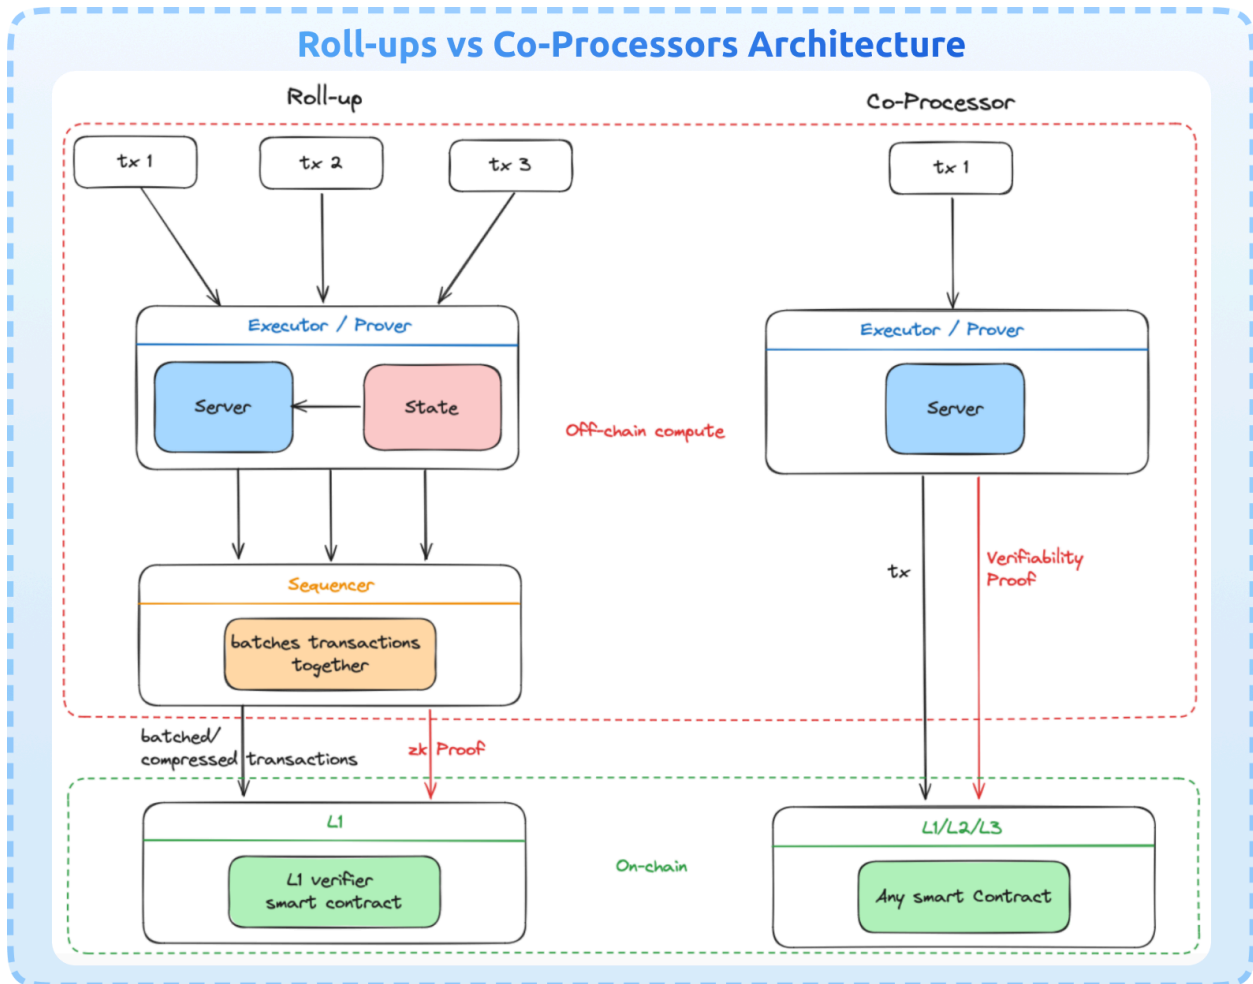 Roll-ups vs Co-Processors Architecture
Roll-up
Co-Processor
tx 1
tx 2
tx 3
tx 1
Executor / Prover
Executor / Prover
Server
State
Server
Off-chain compute
Sequencer
batches transactions
together
tx
Verifiability
Proof
batched/
compressed transactions
zk Proof
L1
L1/L2/L3
L1 verifier
smart contract
On-chain
Any smart Contract